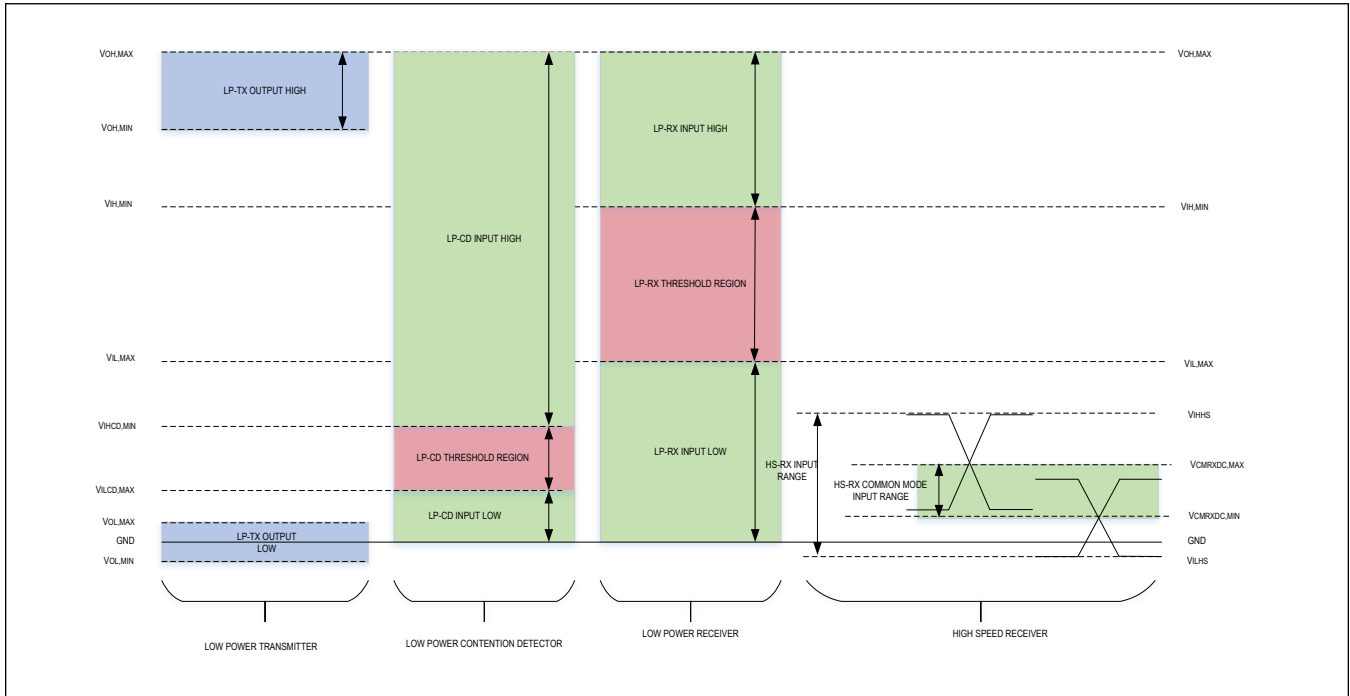 VOH,MAX
VOH,MIN
VIH,MIN
VIL,MAX
VIHCD,MIN
VILCD,MAX
VOL,MAX
GND
VOL,MIN
LP-TX OUTPUT HIGH
LP-TX OUTPUT
LOW
LP-CD INPUT HIGH
LP-CD THRESHOLD REGION
LP-CD INPUT LOW
LP-RX INPUT HIGH
LP-RX THRESHOLD REGION
LP-RX INPUT LOW
HS-RX INPUT
RANGE
HS-RX COMMON MODE
INPUT RANGE
VOH,MAX
VIH,MIN
VIL,MAX
VIHHS
VCMRXDC,MAX
VCMRXDC,MIN
GND
VILHS
LOW POWER TRANSMITTER
LOW POWER CONTENTION DETECTOR
LOW POWER RECEIVER
HIGH SPEED RECEIVER